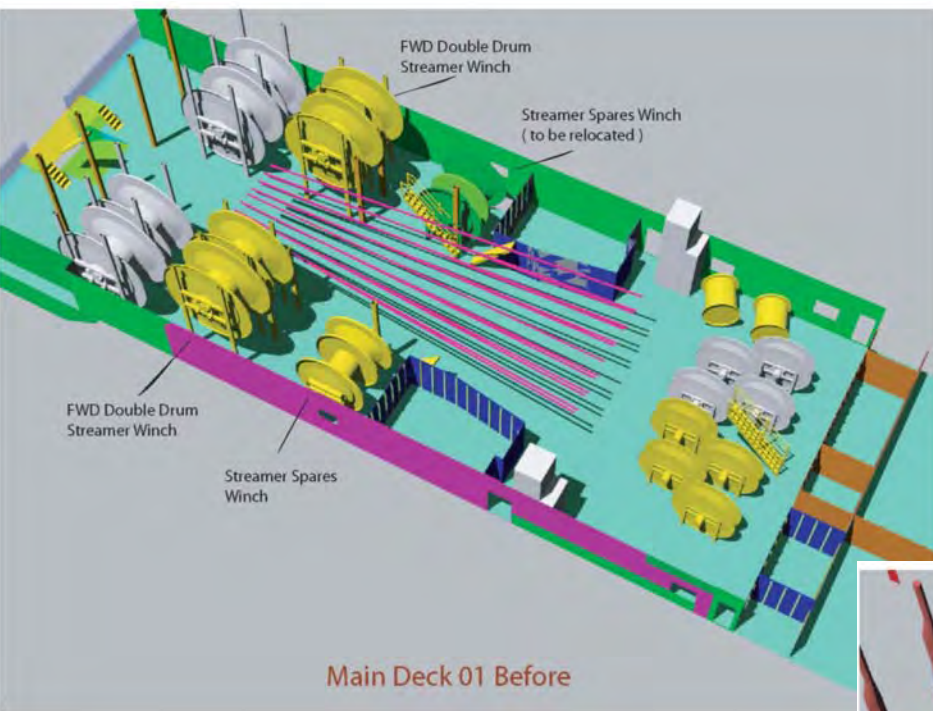 FWD Double Drum
Streamer Winch
Streamer Spares Winch
( to be relocated )
FWD Double Drum
Streamer Winch
Streamer Spares
Winch
Main Deck 01 Before